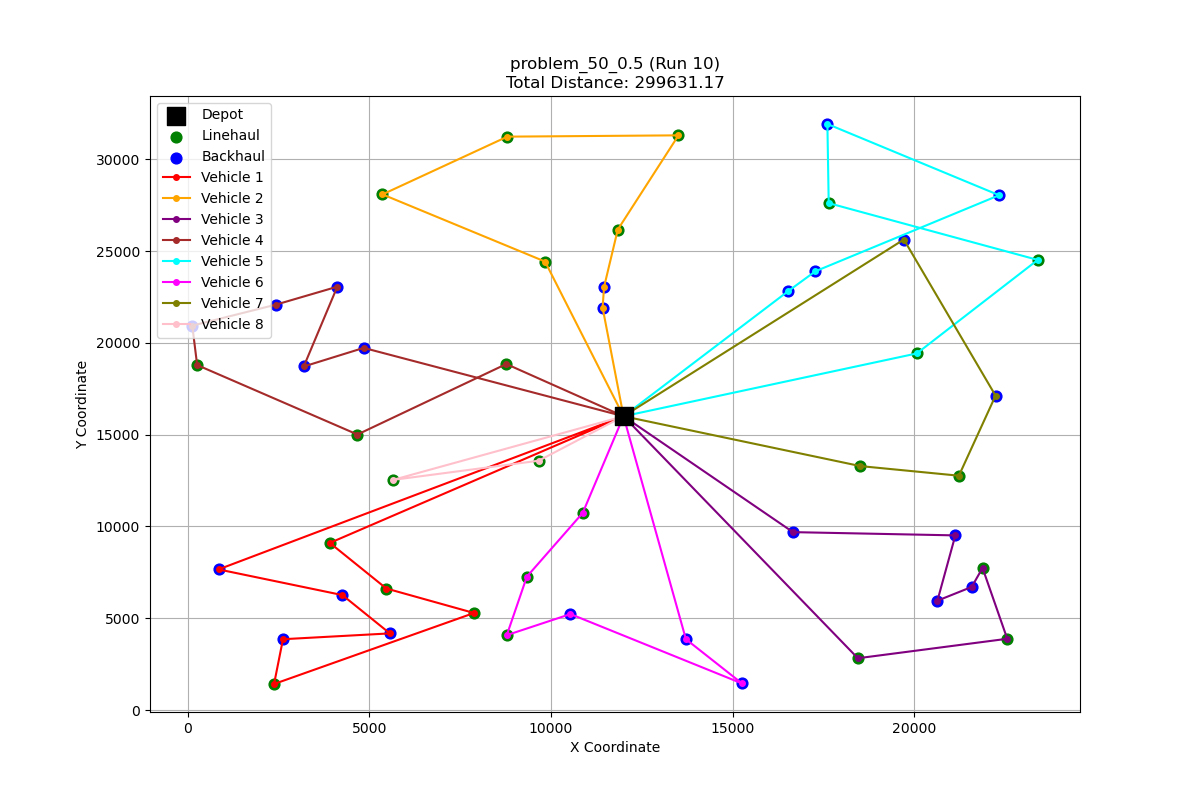 problem_50_0.5 (Run 10)
Total Distance: 299631.17
Depot
Linehaul
Backhaul
Vehicle 1
Vehicle 2
Vehicle 3
Vehicle 4
Vehicle 5
Vehicle 6
Vehicle 7
Vehicle 8
30000
25000
20000
15000
10000
5000
0
Y Coordinate
0 5000 10000 15000 20000
X Coordinate